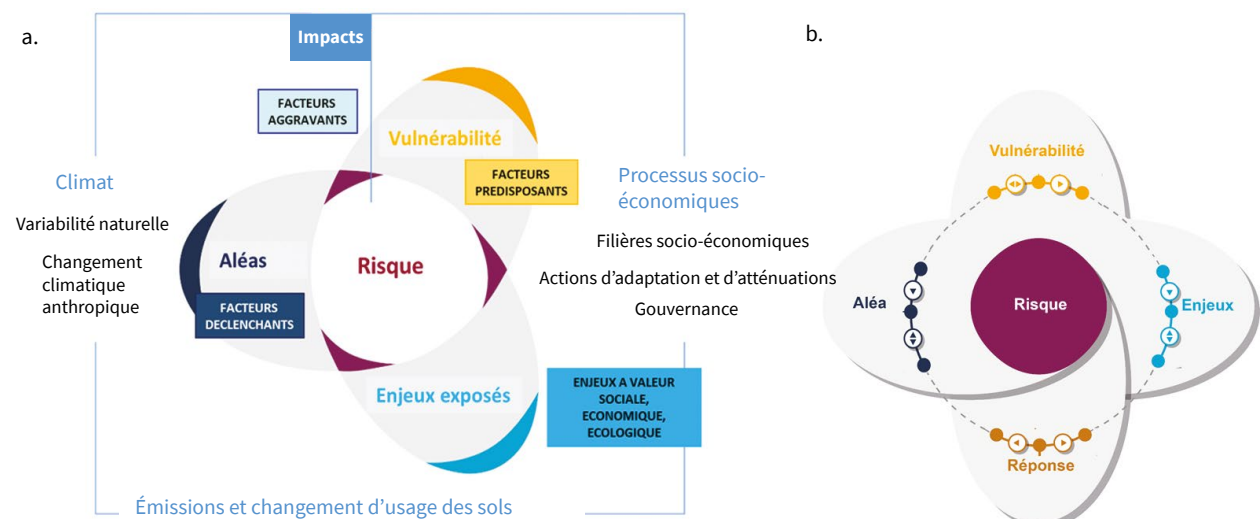 a.
Impacts
FACTEURS
AGGRAVANTS
Vulnérabilité
FACTEURS
PREDISPOSANTS
Climat
Variabilité naturelle
Changement
climatique
anthropique
Aléas
FACTEURS
DECLENCHANTS
Risque
Processus socio-
économiques
Filières socio-économiques
Actions d’adaptation et d’atténuations
Gouvernance
Enjeux exposés
ENJEUX A VALEUR
SOCIALE,
ECONOMIQUE,
ECOLOGIQUE
Émissions et changement d’usage des sols
b.
Vulnérabilité
Aléa
Risque
Enjeux
Réponse